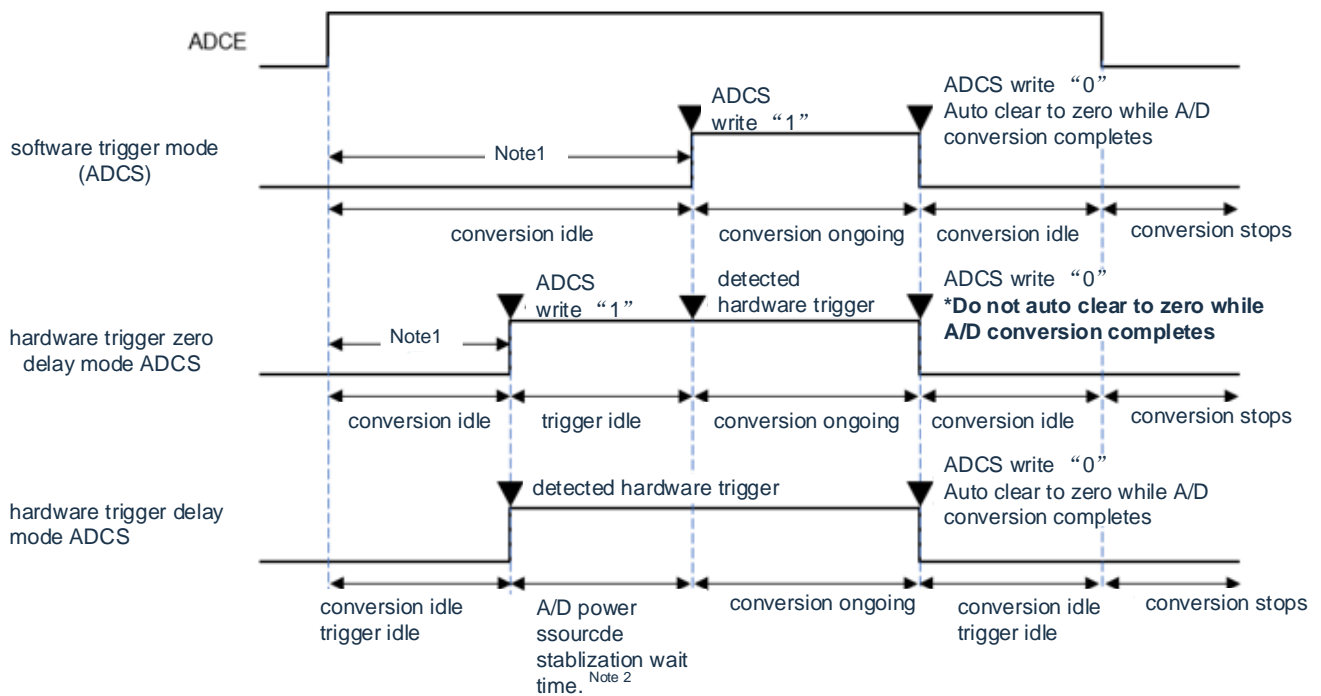 ADCE
ADCS
write “1”
ADCS write “0”
Auto clear to zero while A/D
conversion completes
software trigger mode
(ADCS)
Note1
conversion idle
conversion ongoing
conversion idle
conversion stops
ADCS
write “1”
detected
hardware trigger
ADCS write “0”
*Do not auto clear to zero while
A/D conversion completes
hardware trigger zero
delay mode ADCS
Note1
conversion idle
trigger idle
conversion ongoing
conversion idle
conversion stops
detected hardware trigger
ADCS write “0”
Auto clear to zero while A/D
conversion completes
hardware trigger delay
mode ADCS
conversion idle
trigger idle
A/D power
ssourcde
stablization wait
time. Note 2
conversion ongoing
conversion idle
trigger idle
conversion stops